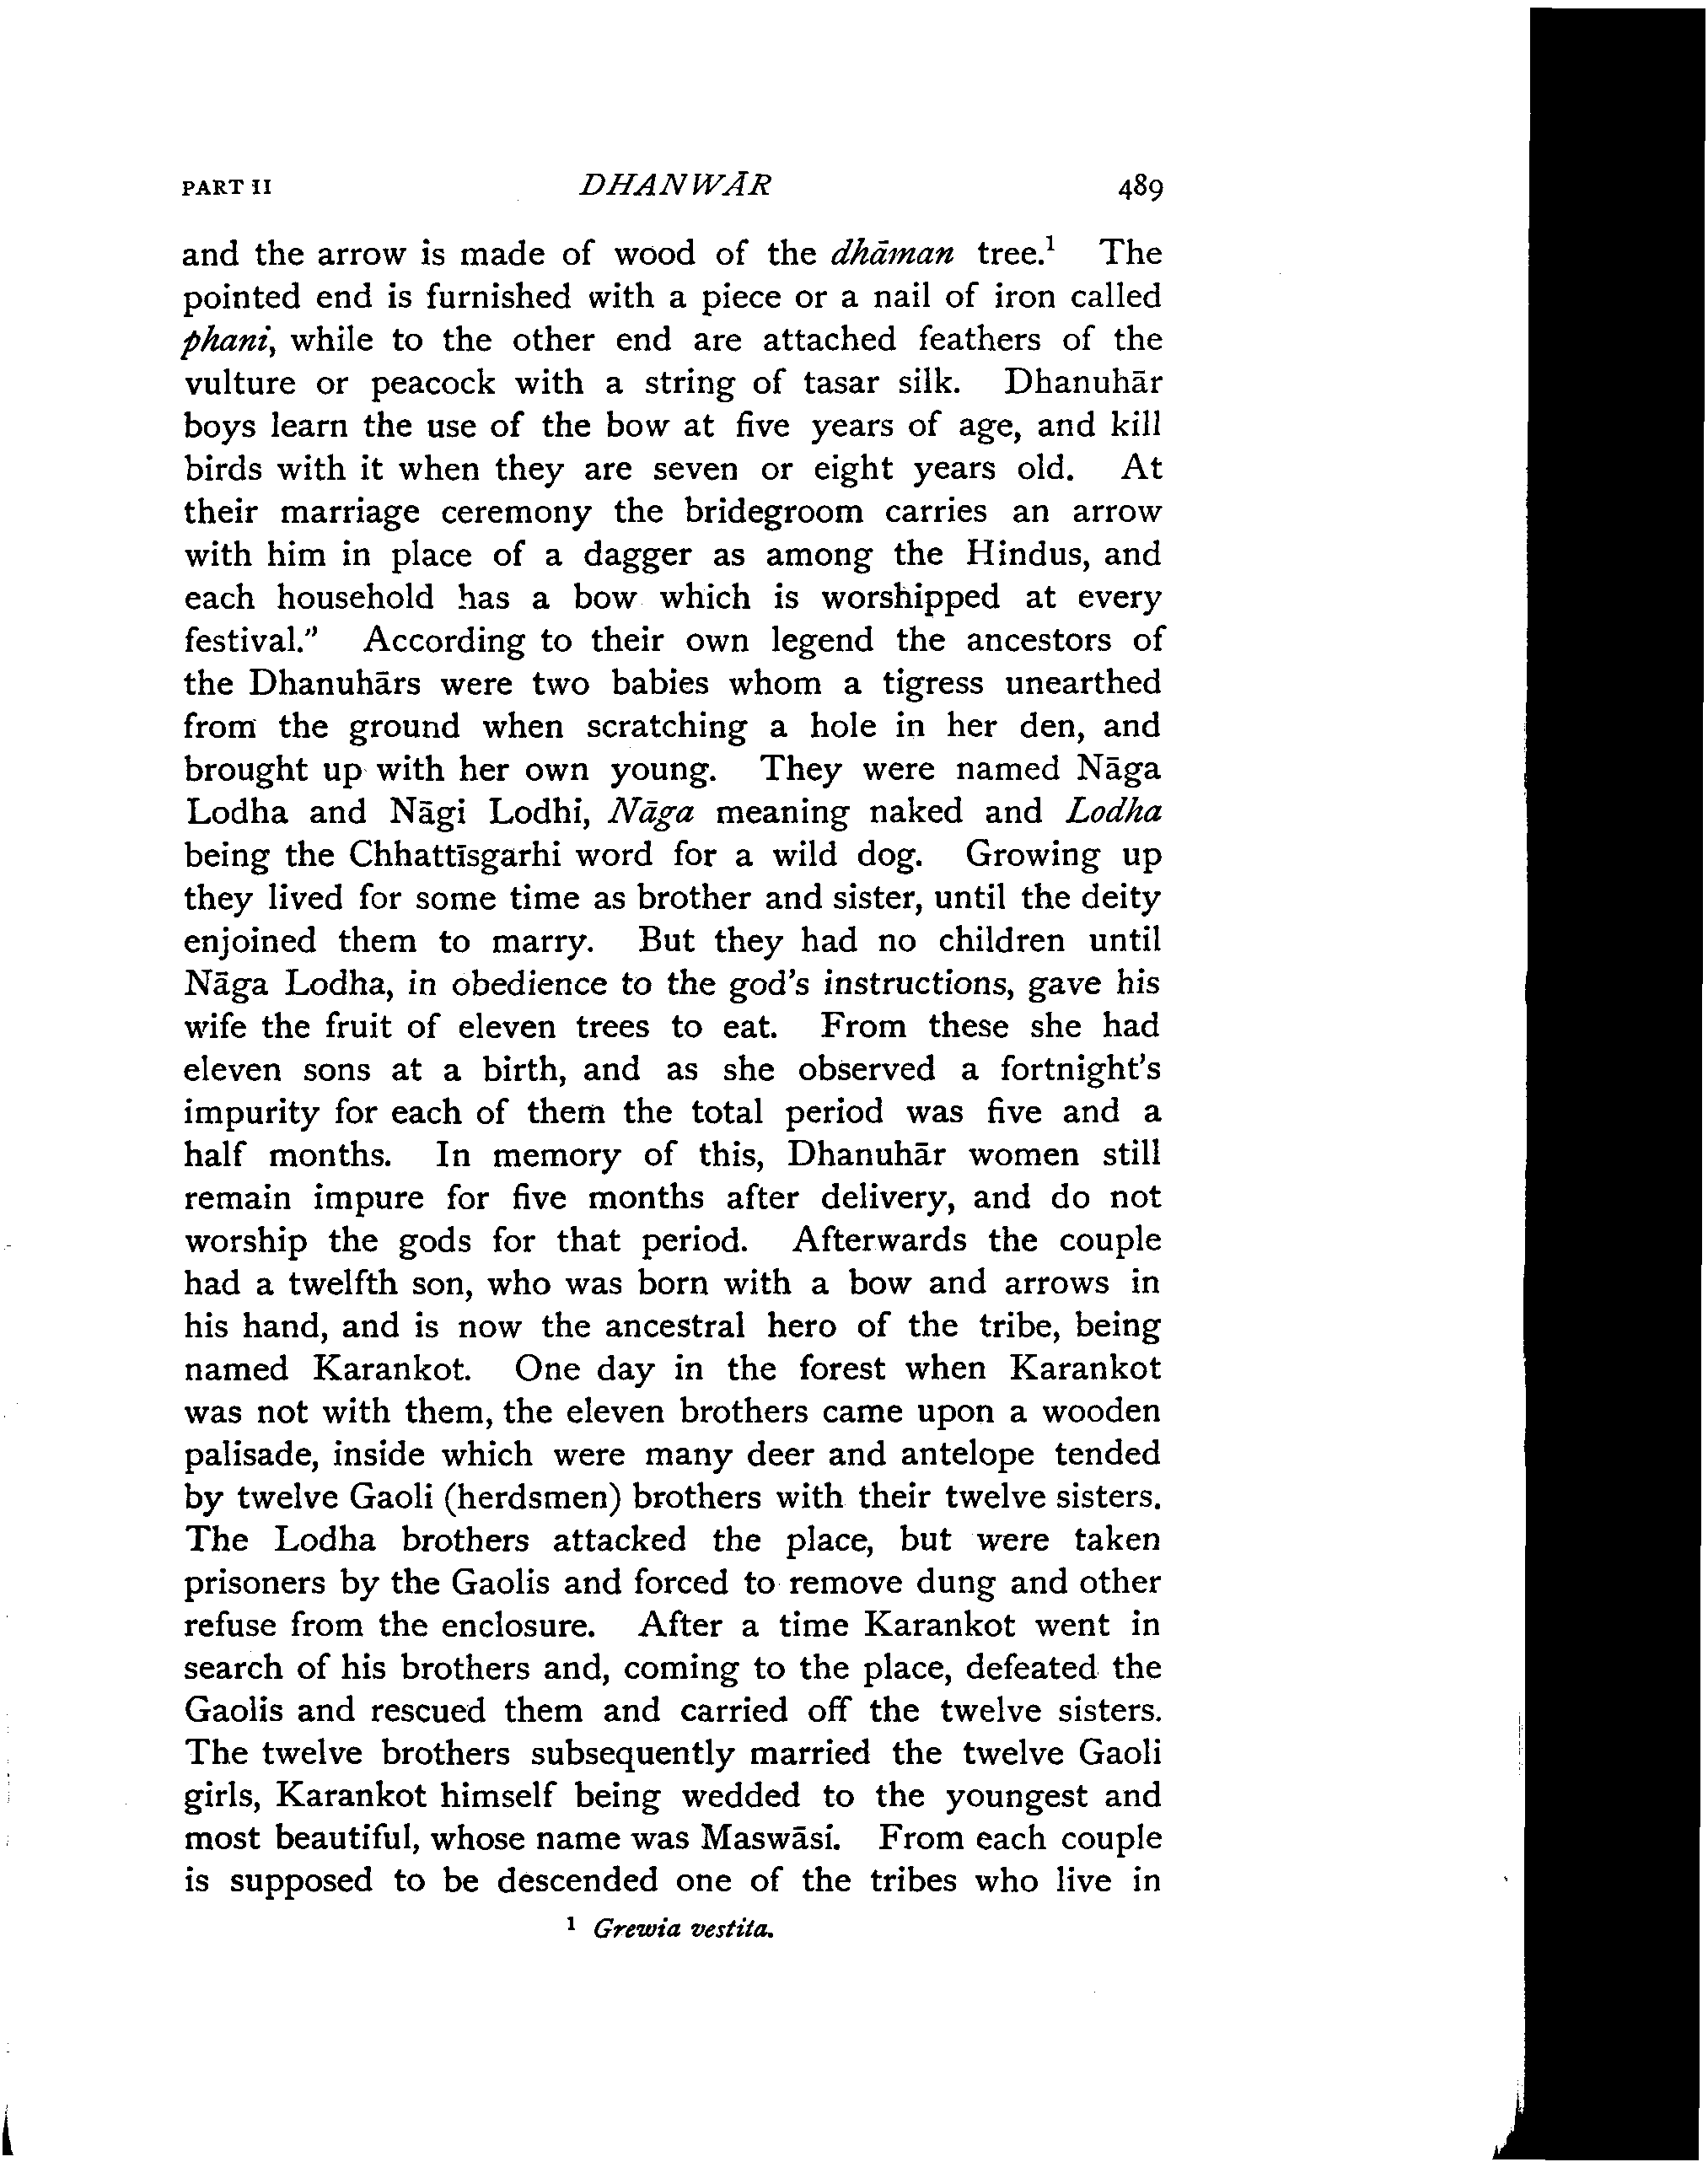 PART II DHANWĀR 489
and the arrow is made of wood of the dhāman tree.¹ The
pointed end is furnished with a piece or a nail of iron called
phani, while to the other end are attached feathers of the
vulture or peacock with a string of tasar silk. Dhanuhār
boys learn the use of the bow at five years of age, and kill
birds with it when they are seven or eight years old. At
their marriage ceremony the bridegroom carries an arrow
with him in place of a dagger as among the Hindus, and
each household has a bow which is worshipped at every
festival.” According to their own legend the ancestors of
the Dhanuhārs were two babies whom a tigress unearthed
from the ground when scratching a hole in her den, and
brought up with her own young. They were named Nāga
Lodha and Nāgi Lodhi, Nāga meaning naked and Lodha
being the Chhattīsgarhi word for a wild dog. Growing up
they lived for some time as brother and sister, until the deity
enjoined them to marry. But they had no children until
Nāga Lodha, in obedience to the god's instructions, gave his
wife the fruit of eleven trees to eat. From these she had
eleven sons at a birth, and as she observed a fortnight's
impurity for each of them the total period was five and a
half months. In memory of this, Dhanuhār women still
remain impure for five months after delivery, and do not
worship the gods for that period. Afterwards the couple
had a twelfth son, who was born with a bow and arrows in
his hand, and is now the ancestral hero of the tribe, being
named Karankot. One day in the forest when Karankot
was not with them, the eleven brothers came upon a wooden
palisade, inside which were many deer and antelope tended
by twelve Gaoli (herdsmen) brothers with their twelve sisters.
The Lodha brothers attacked the place, but were taken
prisoners by the Gaolis and forced to remove dung and other
refuse from the enclosure. After a time Karankot went in
search of his brothers and, coming to the place, defeated the
Gaolis and rescued them and carried off the twelve sisters.
The twelve brothers subsequently married the twelve Gaoli
girls, Karankot himself being wedded to the youngest and
most beautiful, whose name was Maswāsi. From each couple
is supposed to be descended one of the tribes who live in
¹ Grewia vestita.